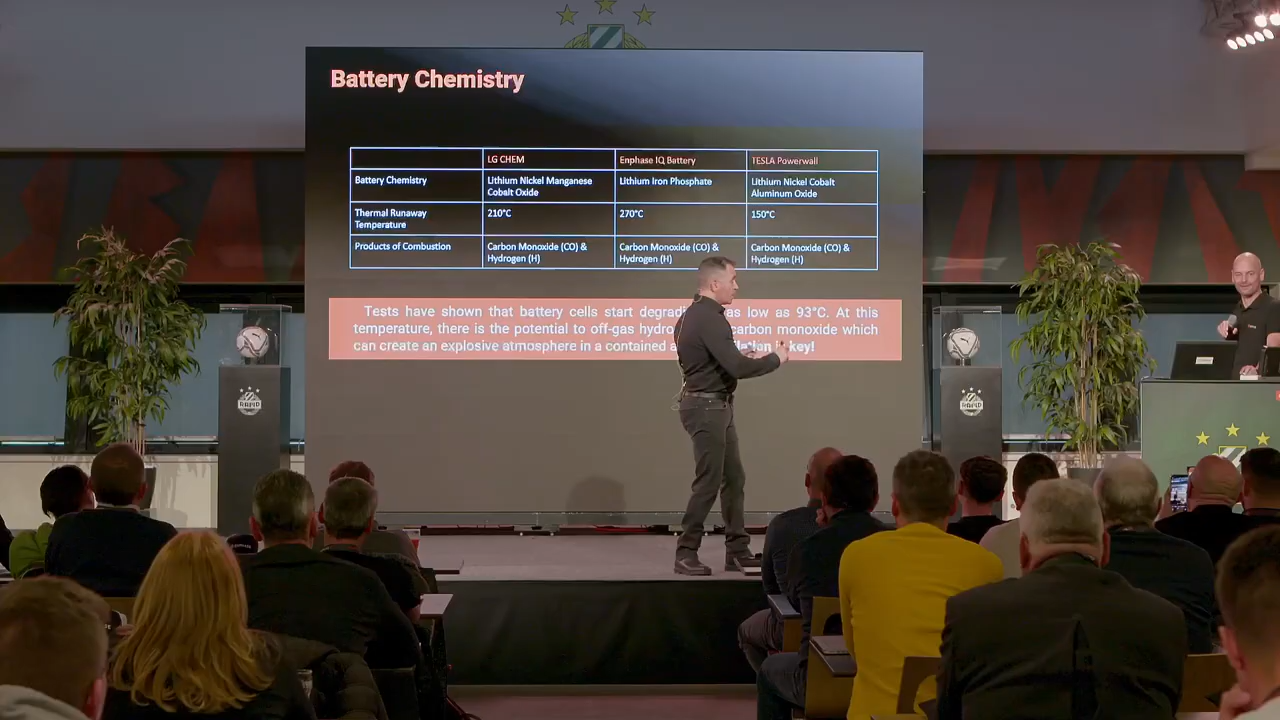 Battery Chemistry
LG CHEM Enphase IQ Battery TESLA Powerwall
Battery Chemistry Lithium Nickel Manganese Lithium Iron Phosphate Lithium Nickel Cobalt
Cobalt Oxide Aluminum Oxide
Thermal Runaway 210°C 270°C 150°C
Temperature
Products of Combustion Carbon Monoxide (CO) & Carbon Monoxide (CO) & Carbon Monoxide (CO) &
Hydrogen (H) Hydrogen (H) Hydrogen (H)
Tests have shown that battery cells start as low as 93°C. At this
temperature, there is the potential to off-gas carbon monoxide which
can create an explosive atmosphere in a contained key!
RAPID
RAPID